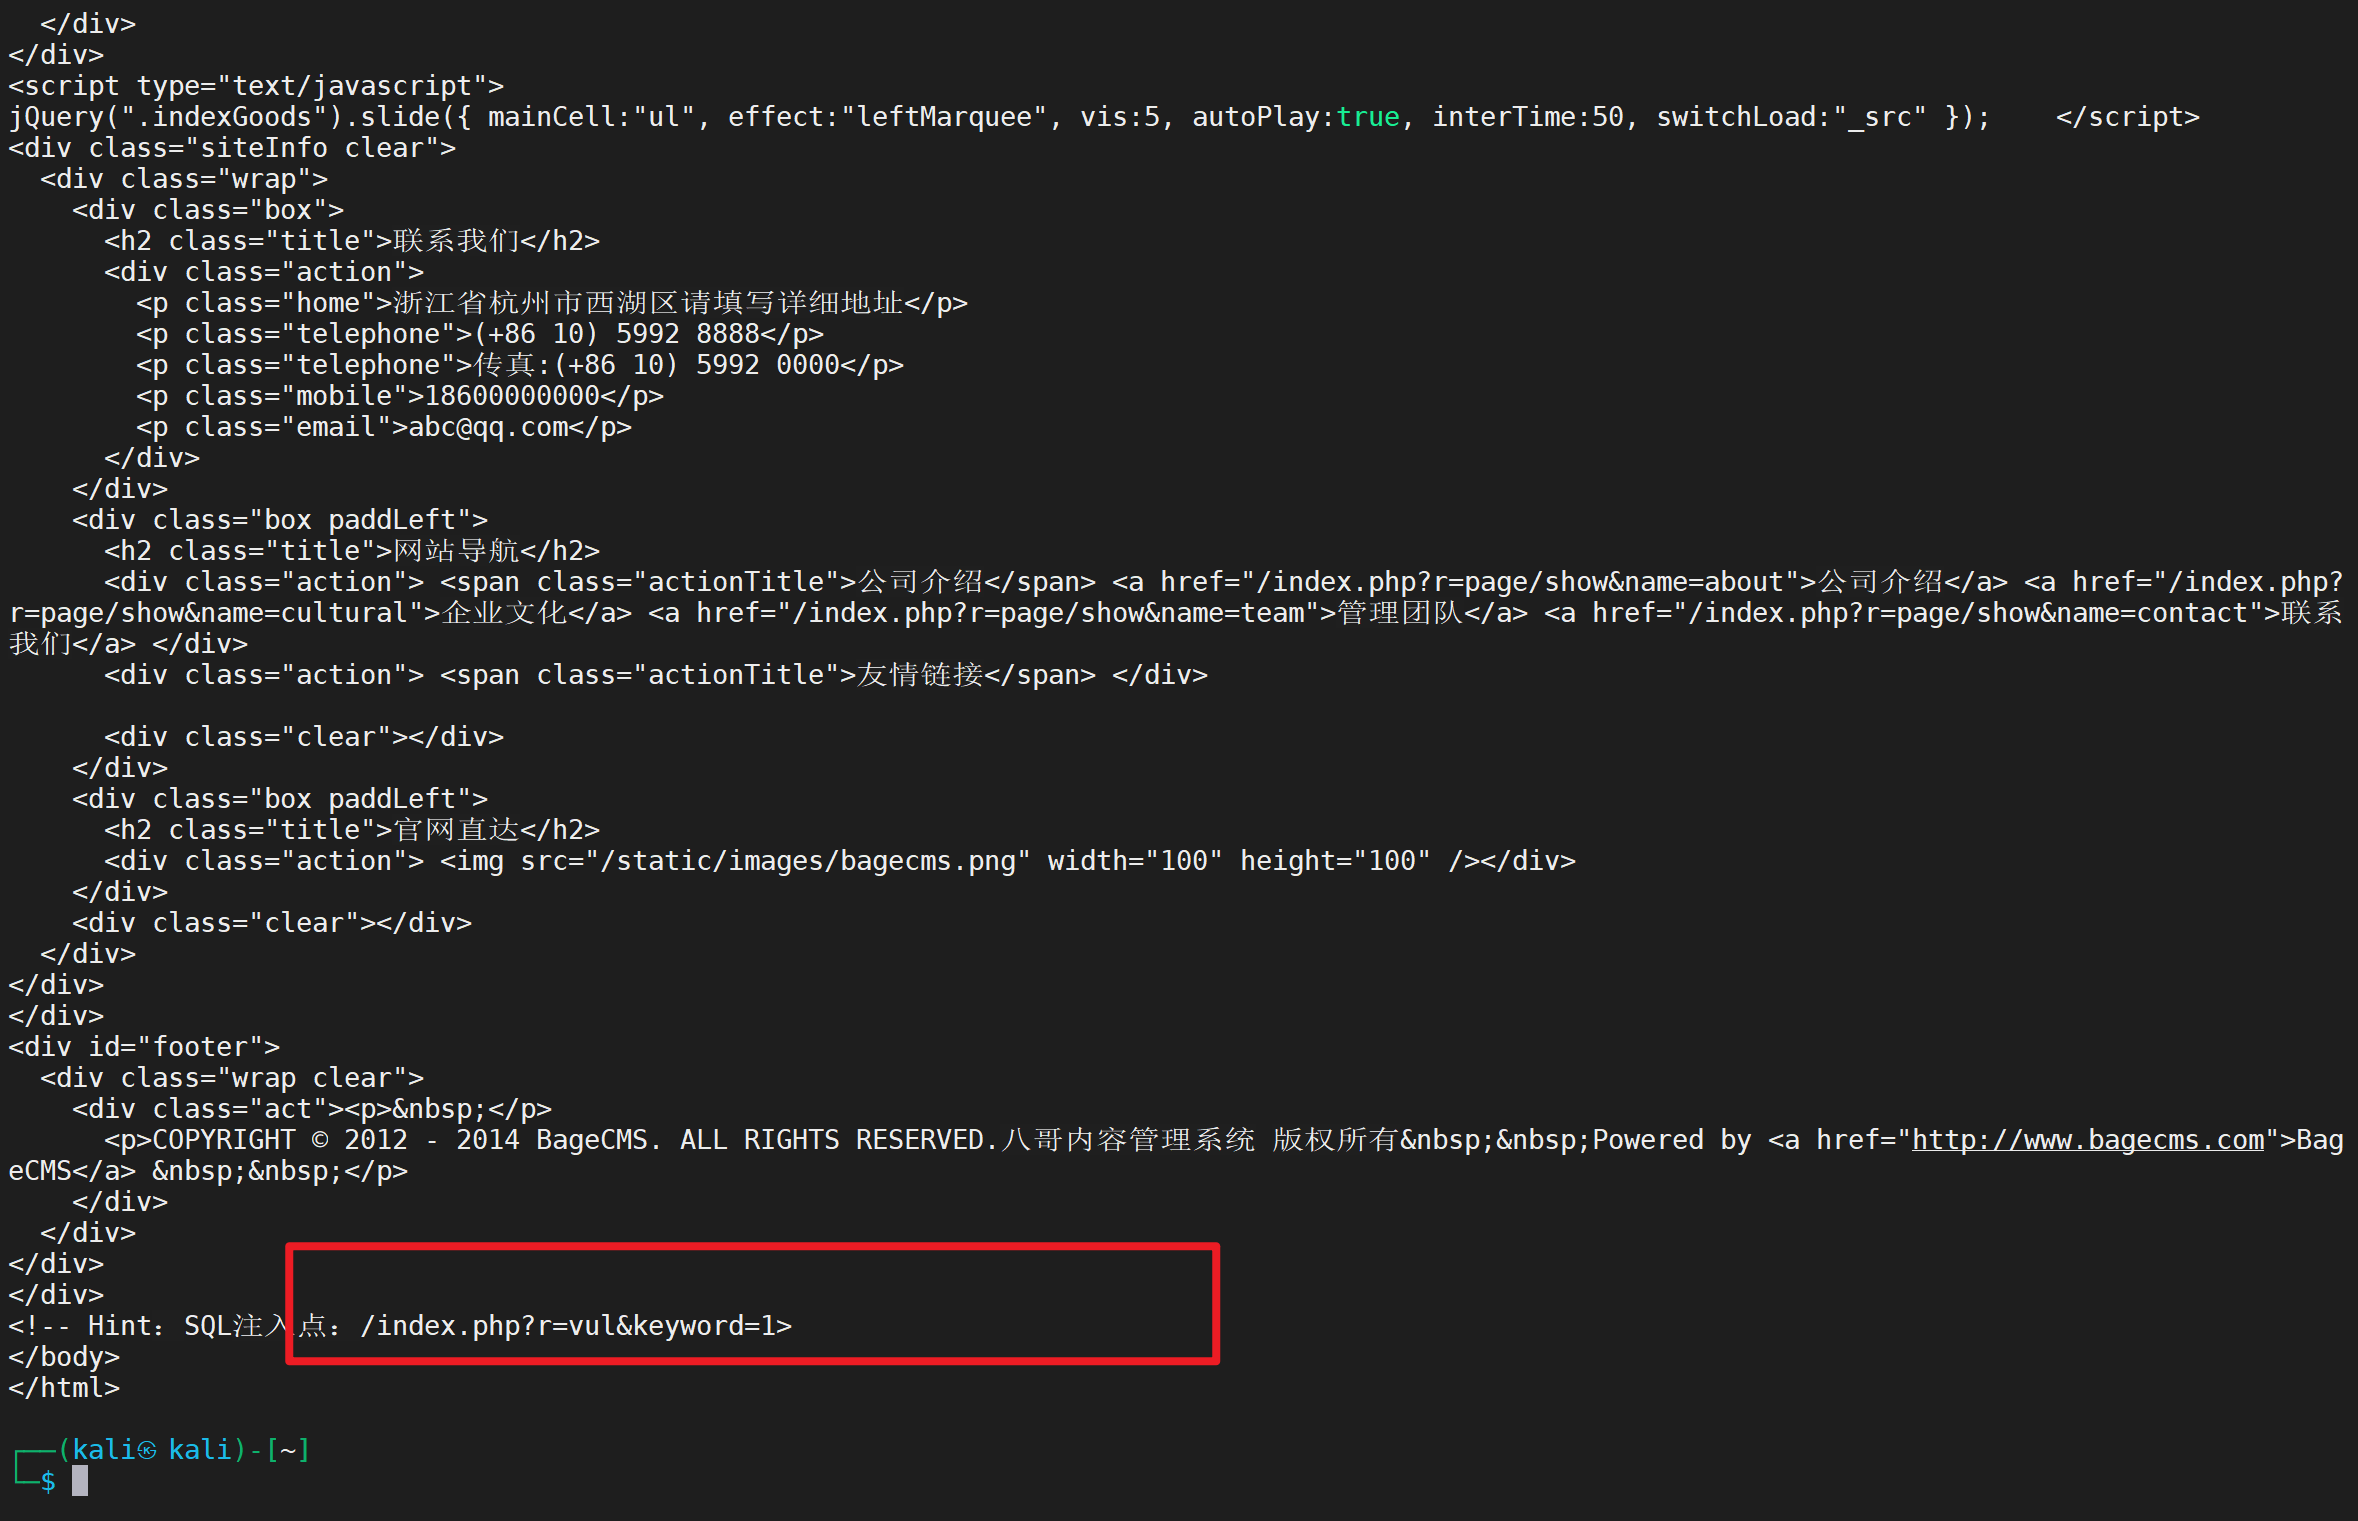 </div>
</div>
<script type="text/javascript">
jQuery(".indexGoods").slide({ mainCell:"ul", effect:"leftMarquee", vis:5, autoPlay:true, interTime:50, switchLoad:"_src" });    </script>
<div class="siteInfo clear">
  <div class="wrap">
    <div class="box">
      <h2 class="title">联系我们</h2>
      <div class="action">
        <p class="home">浙江省杭州市西湖区请填写详细地址</p>
        <p class="telephone">(+86 10) 5992 8888</p>
        <p class="telephone">传真:(+86 10) 5992 0000</p>
        <p class="mobile">18600000000</p>
        <p class="email">abc@qq.com</p>
      </div>
    </div>
    <div class="box paddLeft">
      <h2 class="title">网站导航</h2>
      <div class="action"> <span class="actionTitle">公司介绍</span> <a href="/index.php?r=page/show&name=about">公司介绍</a> <a href="/index.php?
r=page/show&name=cultural">企业文化</a> <a href="/index.php?r=page/show&name=team">管理团队</a> <a href="/index.php?r=page/show&name=contact">联系
我们</a> </div>
      <div class="action"> <span class="actionTitle">友情链接</span> </div>

      <div class="clear"></div>
    </div>
    <div class="box paddLeft">
      <h2 class="title">官网直达</h2>
      <div class="action"> <img src="/static/images/bagecms.png" width="100" height="100" /></div>
    </div>
    <div class="clear"></div>
  </div>
</div>
</div>
<div id="footer">
  <div class="wrap clear">
    <div class="act"><p>&nbsp;</p>
      <p>COPYRIGHT © 2012 - 2014 BageCMS. ALL RIGHTS RESERVED.八哥内容管理系统 版权所有&nbsp;&nbsp;Powered by <a href="http://www.bagecms.com">Bag
eCMS</a> &nbsp;&nbsp;</p>
    </div>
  </div>
</div>
</div>
<!-- Hint：SQL注入点：/index.php?r=vul&keyword=1>
</body>
</html>

┌──(kali㉿kali)-[~]
└─$